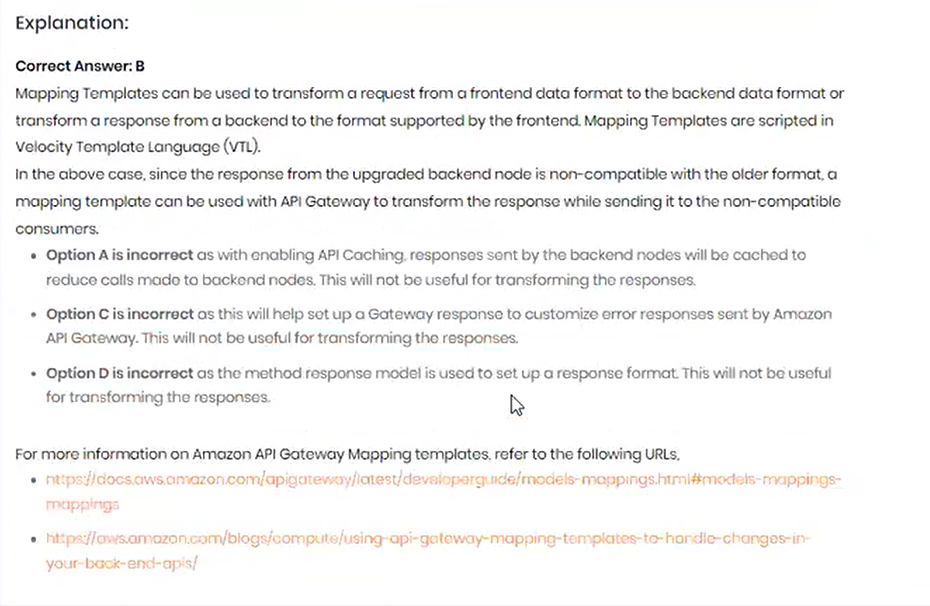 Explanation:
Correct Answer: B
Mapping Templates can be used to transform a request from a frontend data format to the backend data format or
transform a response from a backend to the format supported by the frontend. Mapping Templates are scripted in
Velocity Template Language (VTL).
In the above case, since the response from the upgraded backend node is non-compatible with the older format, a
mapping template can be used with API Gateway to transform the response while sending it to the non-compatible
consumers.
• Option A is incorrect as with enabling API Caching, responses sent by the backend nodes will be cached to
reduce calls made to backend nodes. This will not be useful for transforming the responses.
• Option C is incorrect as this will help set up a Gateway response to customize error responses sent by Amazon
API Gateway. This will not be useful for transforming the responses.
• Option D is incorrect as the method response model is used to set up a response format. This will not be useful
for transforming the responses.
For more information on Amazon API Gateway Mapping templates, refer to the following URLs,
• https://docs.aws.amazon.com/apigateway/latest/developerguide/models-mappings.html#models-mappings-
mappings
• https://aws.amazon.com/blogs/compute/using-api-gateway-mapping-templates-to-handle-changes-in-
your-back-end-apis/